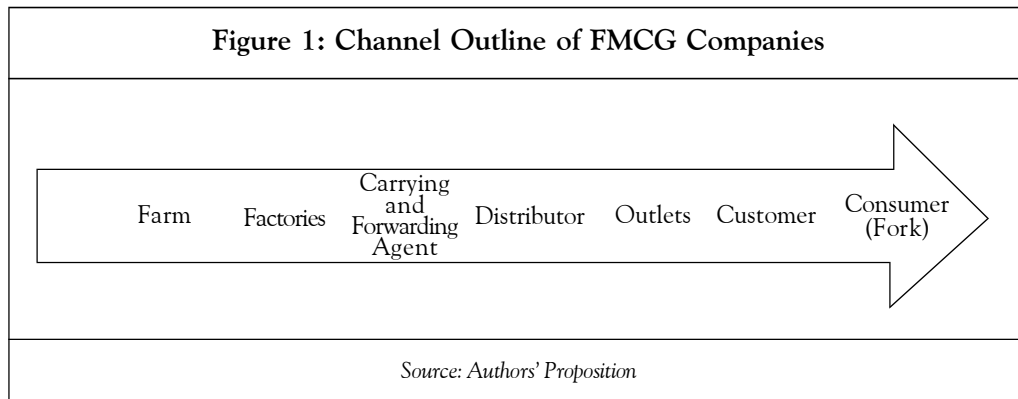 Figure 1: Channel Outline of FMCG Companies
Farm
Factories
Carrying
and
Forwarding
Agent
Distributor
Outlets
Customer
Consumer
(Fork)
Source: Authors' Proposition